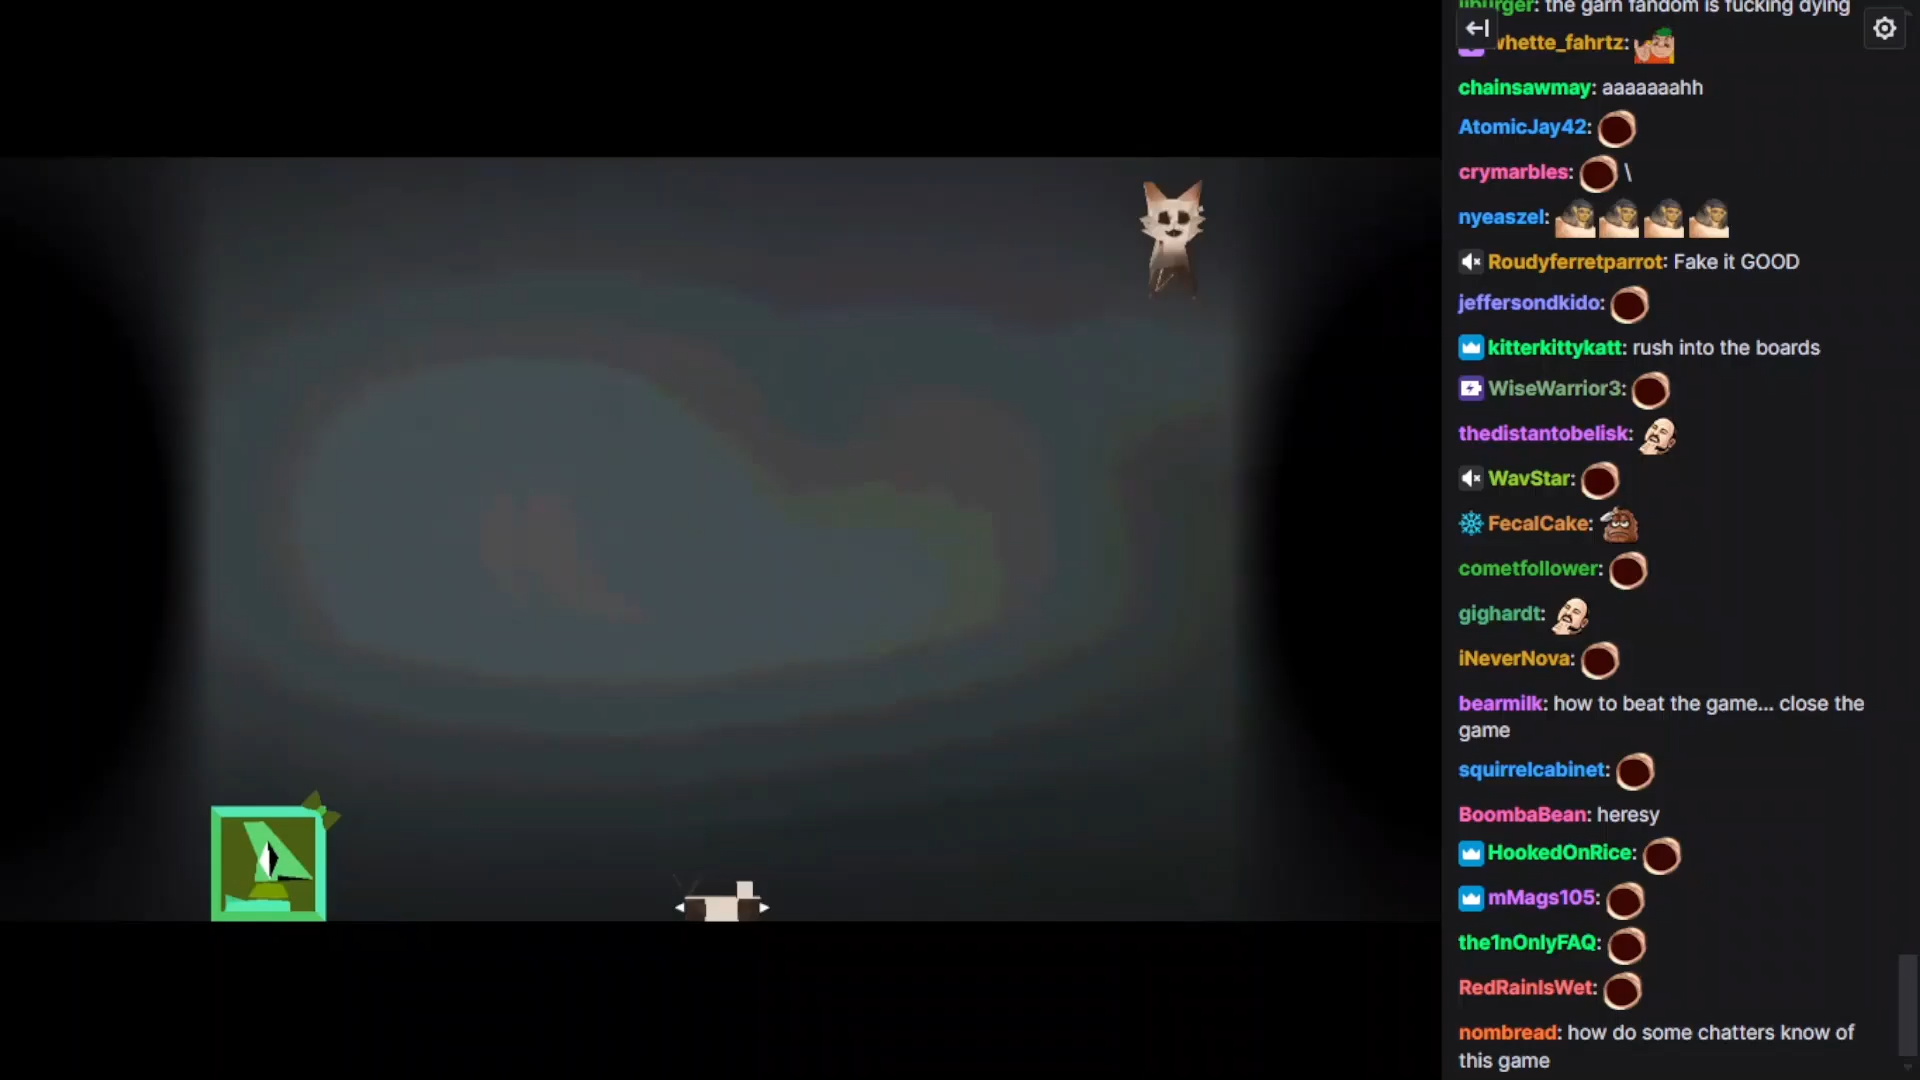 liburger: the garn fandom is fucking dying
whette_fahrtz:
chainsawmay: aaaaaaahh
AtomicJay42:
crymarbles: \
nyeaszel:
Roudyferretparrot: Fake it GOOD
jeffersondkido:
kitterkittykatt: rush into the boards
WiseWarrior3:
thedistantobelisk:
WavStar:
FecalCake:
cometfollower:
gighardt:
iNeverNova:
bearmilk: how to beat the game... close the
game
squirrelcabinet:
BoombaBean: heresy
HookedOnRice:
mMags105:
the1nOnlyFAQ:
RedRainIsWet:
nombread: how do some chatters know of
this game